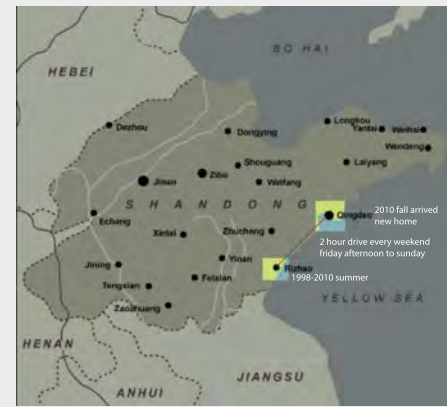 BO HAI
HEBEI
Dezhou
Dongying
Longkou
Yantai
Weihai
Wendeng
Shouguang
Laiyang
Jinan
Zibo
Weifang
SHANDONG
Qingdao
2010 fall arrived
new home
Xintai
Zhucheng
2 hour drive every weekend
friday afternoon to sunday
Jining
Yinan
Rizhao
Feixian
1998-2010 summer
Tengxian
YELLOW SEA
Zaozhuang
HENAN
JIANGSU
ANHUI